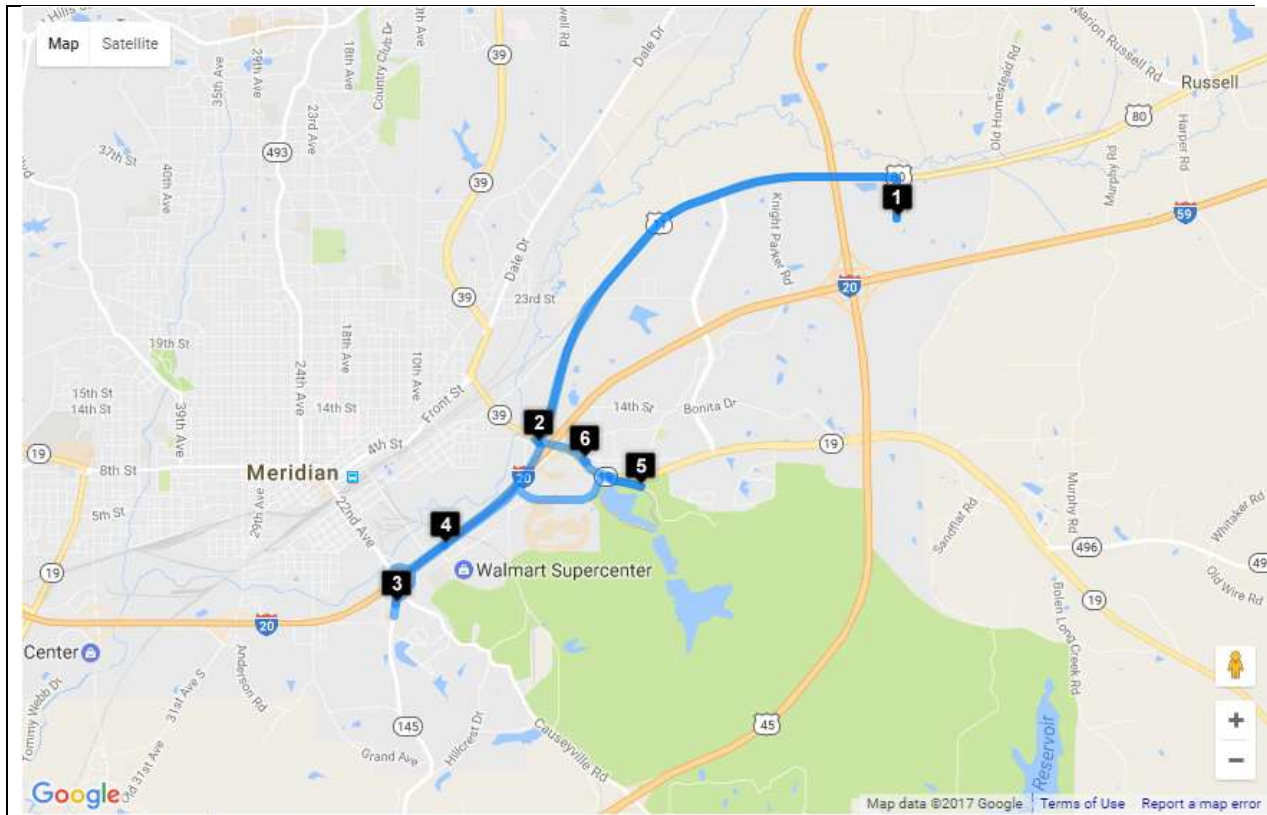 Map Satellite
Hills
35th Ave
29th Ave
18th Ave
Country Club Dr
Dale Dr
39
Marion Russell Rd
Russell
Old Homestead Rd
80
Harper Rd
493
23rd Ave
37th St
40th Ave
39
Murphy Rd
80
1
59
Knight Parker Rd
11
Dale Dr
39
20
23rd St
19th St
18th Ave
10th Ave
24th Ave
15th St
14th St
39th Ave
14th St
Front St
39
2
14th St
Bonita Dr
19
4th St
6
19
8th St
Meridian
20
19
5
5th St
29th Ave
22nd Ave
4
Murphy Rd
Sandflat Rd
Whitaker Rd
496
49
Old Wire Rd
19
3
Walmart Supercenter
20
19
Bolen Long Creek Rd
Center
Anderson Rd
31st Ave S
Tommy Webb Dr
145
Hillcrest Dr
45
Grand Ave
Causeyville Rd
Reservoir
+
−
Old 31st Ave
Google
Map data ©2017 Google Terms of Use Report a map error